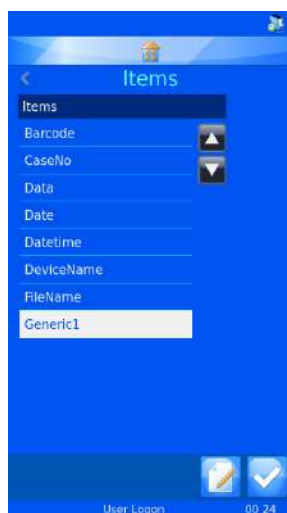 Items
Items
Barcode
CaseNo
Data
Date
Datetime
DeviceName
FileName
Generic1
User Logon 00 24